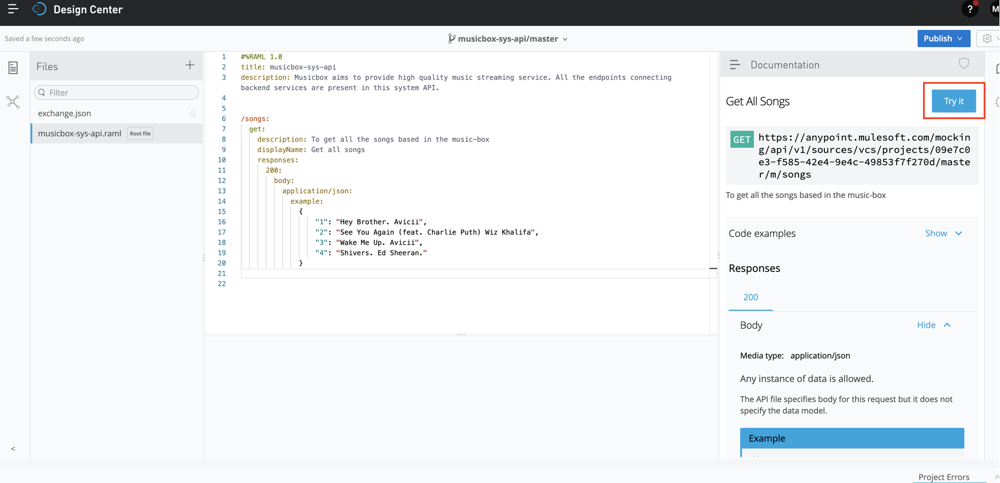 Design Center
?
M
Saved a few seconds ago
musicbox-sys-api/master
Publish
Files
+
Filter
exchange.json
musicbox-sys-api.raml Root file
<
1 #%RAML 1.0
2 title: musicbox-sys-api
3 description: Musicbox aims to provide high quality music streaming service. All the endpoints connecting
backend services are present in this system API.
4
5
6 /songs:
7 get:
8 description: To get all the songs based in the music-box
9 displayName: Get all songs
10 responses:
11 200:
12 body:
13 application/json:
14 example:
15 {
16 "1": "Hey Brother. Avicii",
17 "2": "See You Again (feat. Charlie Puth) Wiz Khalifa",
18 "3": "Wake Me Up. Avicii",
19 "4": "Shivers. Ed Sheeran."
20 }
21
22
Documentation
Get All Songs
Try it
GET https://anypoint.mulesoft.com/mockin
g/api/v1/sources/vcs/projects/09e7c0
e3-f585-42e4-9e4c-49853f7f270d/maste
r/m/songs
To get all the songs based in the music-box
Code examples Show
Responses
200
Body Hide
Media type: application/json
Any instance of data is allowed.
The API file specifies body for this request but it does not
specify the data model.
Example
Project Errors